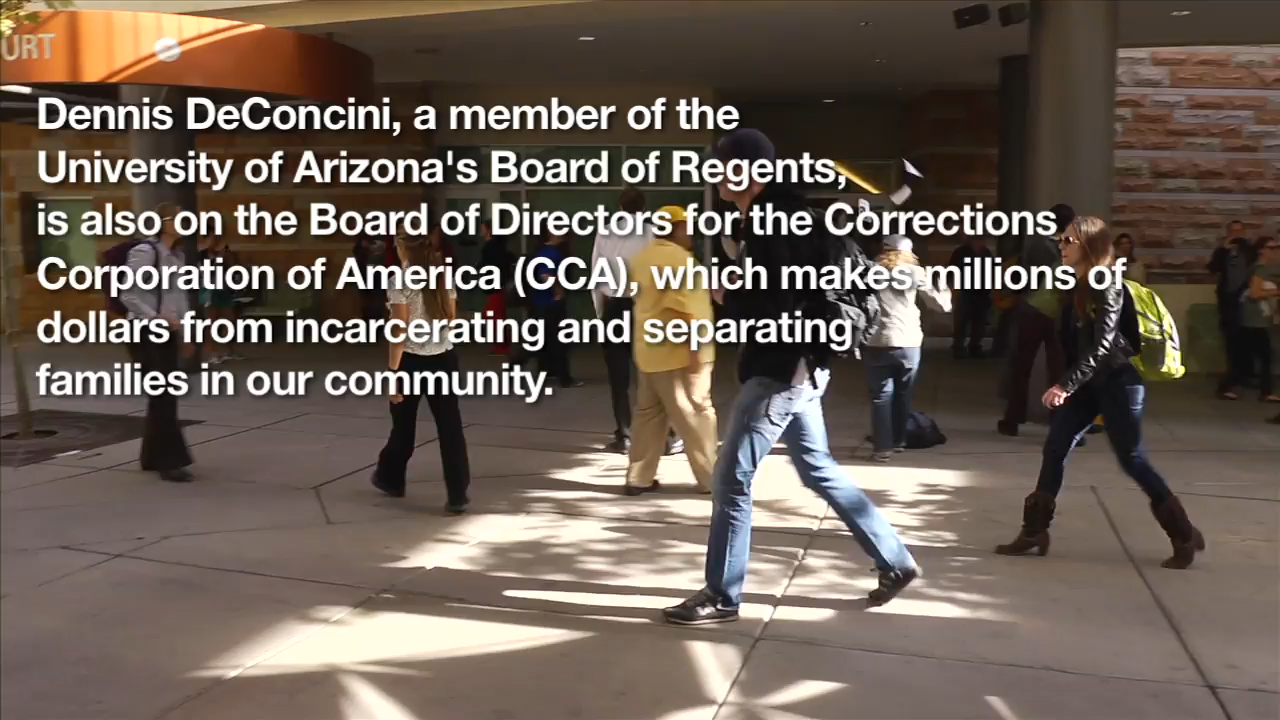 URT
Dennis DeConcini, a member of the
University of Arizona's Board of Regents,
is also on the Board of Directors for the Corrections
Corporation of America (CCA), which makes millions of
dollars from incarcerating and separating
families in our community.